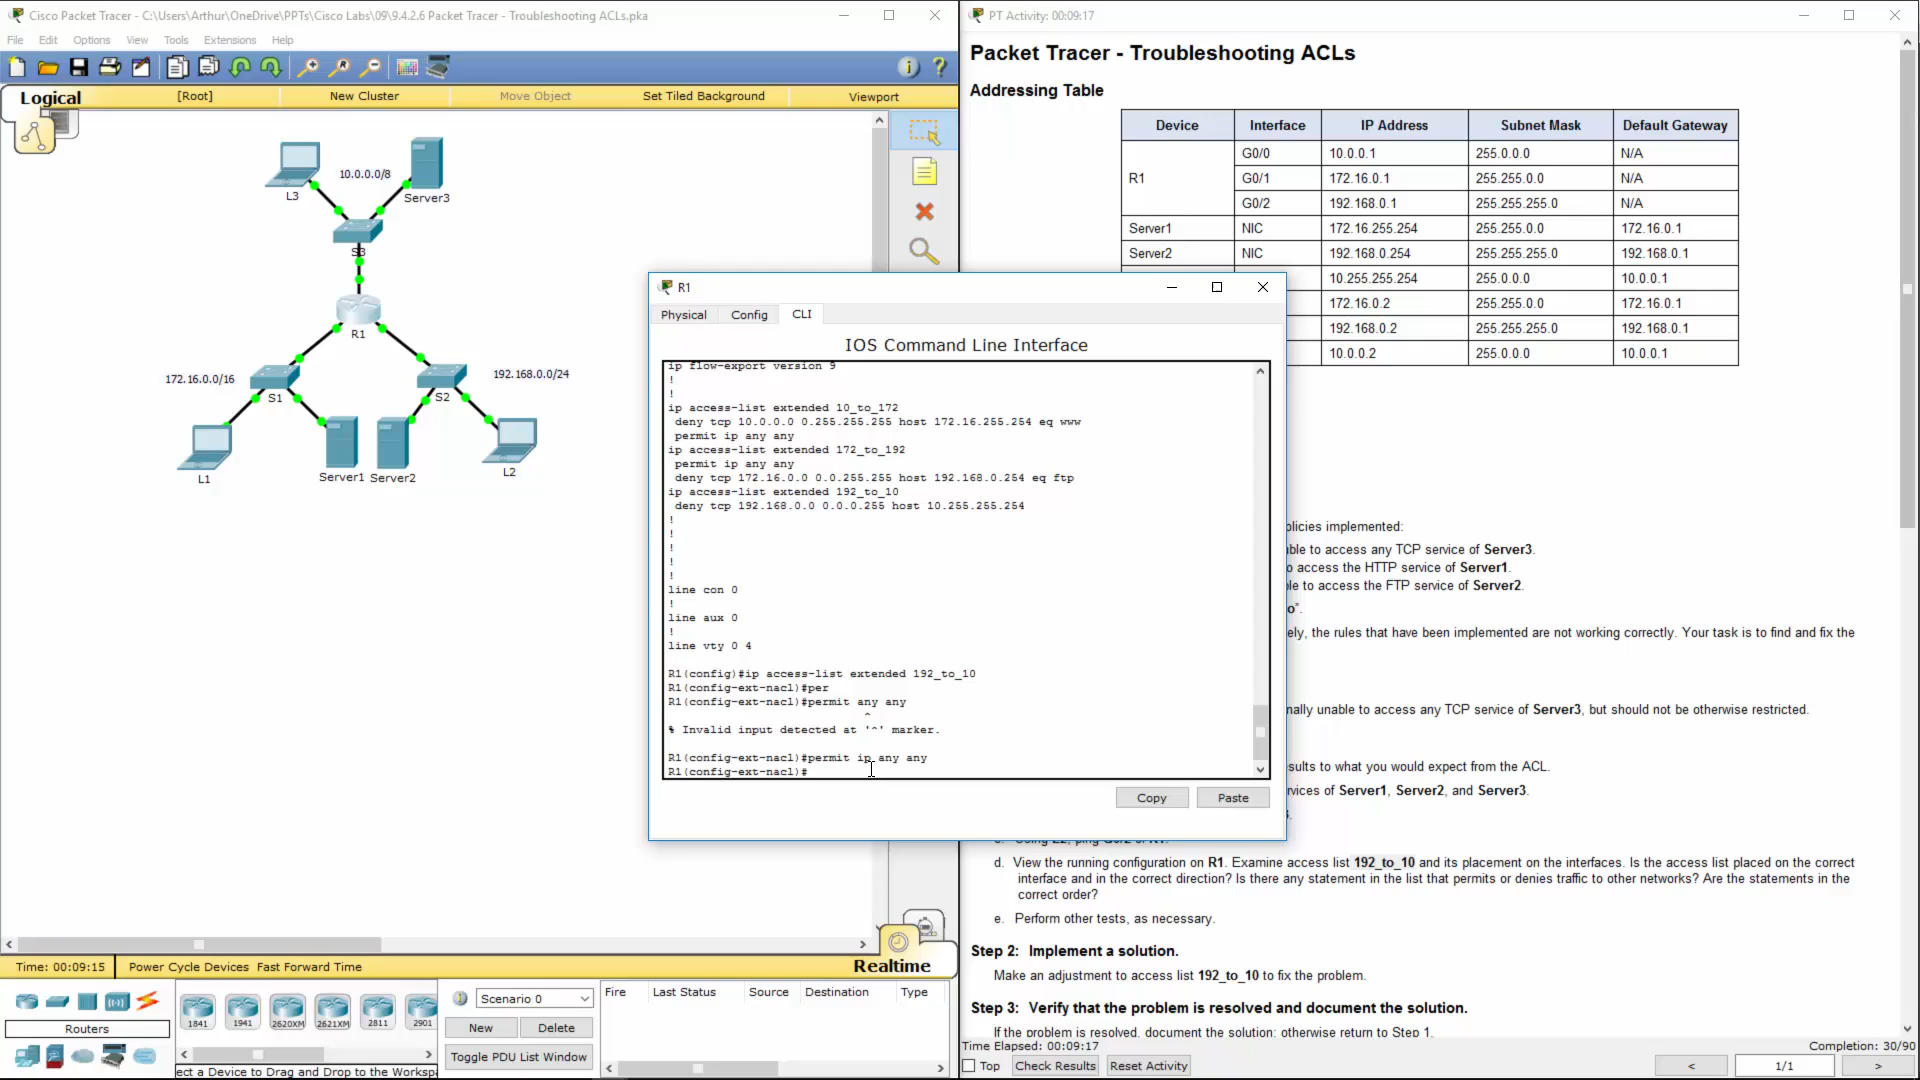 Cisco Packet Tracer - C:\Users\Arthur\OneDrive\PPTs\Cisco Labs\09\9.4.2.6 Packet Tracer - Troubleshooting ACLs.pka
File Edit Options View Tools Extensions Help
Logical [Root] New Cluster Move Object Set Tiled Background Viewport
L3
10.0.0.0/8
Server3
S3
R1
172.16.0.0/16
S1
192.168.0.0/24
S2
L1
Server1
Server2
L2
Time: 00:09:15 Power Cycle Devices Fast Forward Time
Realtime
Routers
1841 1941 2620XM 2621XM 2811 2901
ect a Device to Drag and Drop to the Workspa
Scenario 0
New Delete
Toggle PDU List Window
Fire Last Status Source Destination Type
R1
Physical Config CLI
IOS Command Line Interface
ip flow-export version 9
!
!
ip access-list extended 10_to_172
deny tcp 10.0.0.0 0.255.255.255 host 172.16.255.254 eq www
permit ip any any
ip access-list extended 172_to_192
permit ip any any
deny tcp 172.16.0.0 0.0.255.255 host 192.168.0.254 eq ftp
ip access-list extended 192_to_10
deny tcp 192.168.0.0 0.0.0.255 host 10.255.255.254
!
!
!
!
!
line con 0
!
line aux 0
!
line vty 0 4
R1(config)#ip access-list extended 192_to_10
R1(config-ext-nacl)#per
R1(config-ext-nacl)#permit any any
^
% Invalid input detected at '^' marker.
R1(config-ext-nacl)#permit ip any any
R1(config-ext-nacl)#
Copy Paste
PT Activity: 00:09:17
Packet Tracer - Troubleshooting ACLs
Addressing Table
Device Interface IP Address Subnet Mask Default Gateway
R1 G0/0 10.0.0.1 255.0.0.0 N/A
G0/1 172.16.0.1 255.255.0.0 N/A
G0/2 192.168.0.1 255.255.255.0 N/A
Server1 NIC 172.16.255.254 255.255.0.0 172.16.0.1
Server2 NIC 192.168.0.254 255.255.255.0 192.168.0.1
10.255.255.254 255.0.0.0 10.0.0.1
172.16.0.2 255.255.0.0 172.16.0.1
192.168.0.2 255.255.255.0 192.168.0.1
10.0.0.2 255.0.0.0 10.0.0.1
olicies implemented:
ble to access any TCP service of Server3.
o access the HTTP service of Server1.
le to access the FTP service of Server2.
o".
ely, the rules that have been implemented are not working correctly. Your task is to find and fix the
nally unable to access any TCP service of Server3, but should not be otherwise restricted.
sults to what you would expect from the ACL.
rvices of Server1, Server2, and Server3.
d. View the running configuration on R1. Examine access list 192_to_10 and its placement on the interfaces. Is the access list placed on the correct
interface and in the correct direction? Is there any statement in the list that permits or denies traffic to other networks? Are the statements in the
correct order?
e. Perform other tests, as necessary.
Step 2: Implement a solution.
Make an adjustment to access list 192_to_10 to fix the problem.
Step 3: Verify that the problem is resolved and document the solution.
If the problem is resolved, document the solution; otherwise return to Step 1.
Time Elapsed: 00:09:17
Completion: 30/90
Top Check Results Reset Activity < 1/1 >